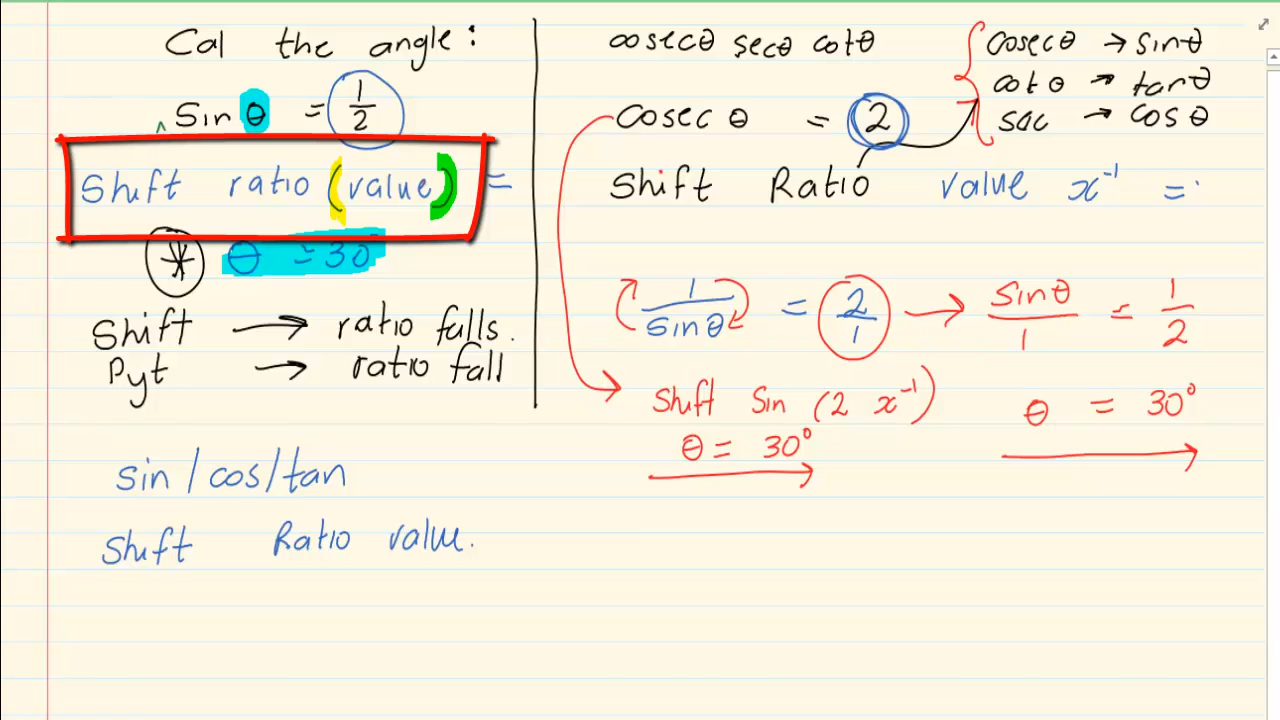 Cal the angle:
Sin θ = 1/2
Shift ratio (value) =
* θ = 30°
Shift → ratio falls.
Pyt → ratio fall
sin/cos/tan
Shift Ratio value.
cosecθ secθ cotθ
cosecθ → sinθ
cotθ → tanθ
sec → cosθ
cosec θ = 2
Shift Ratio value x⁻¹ =
1/sinθ = 2/1 → sinθ/1 = 1/2
Shift Sin (2 x⁻¹)
θ = 30°
θ = 30°